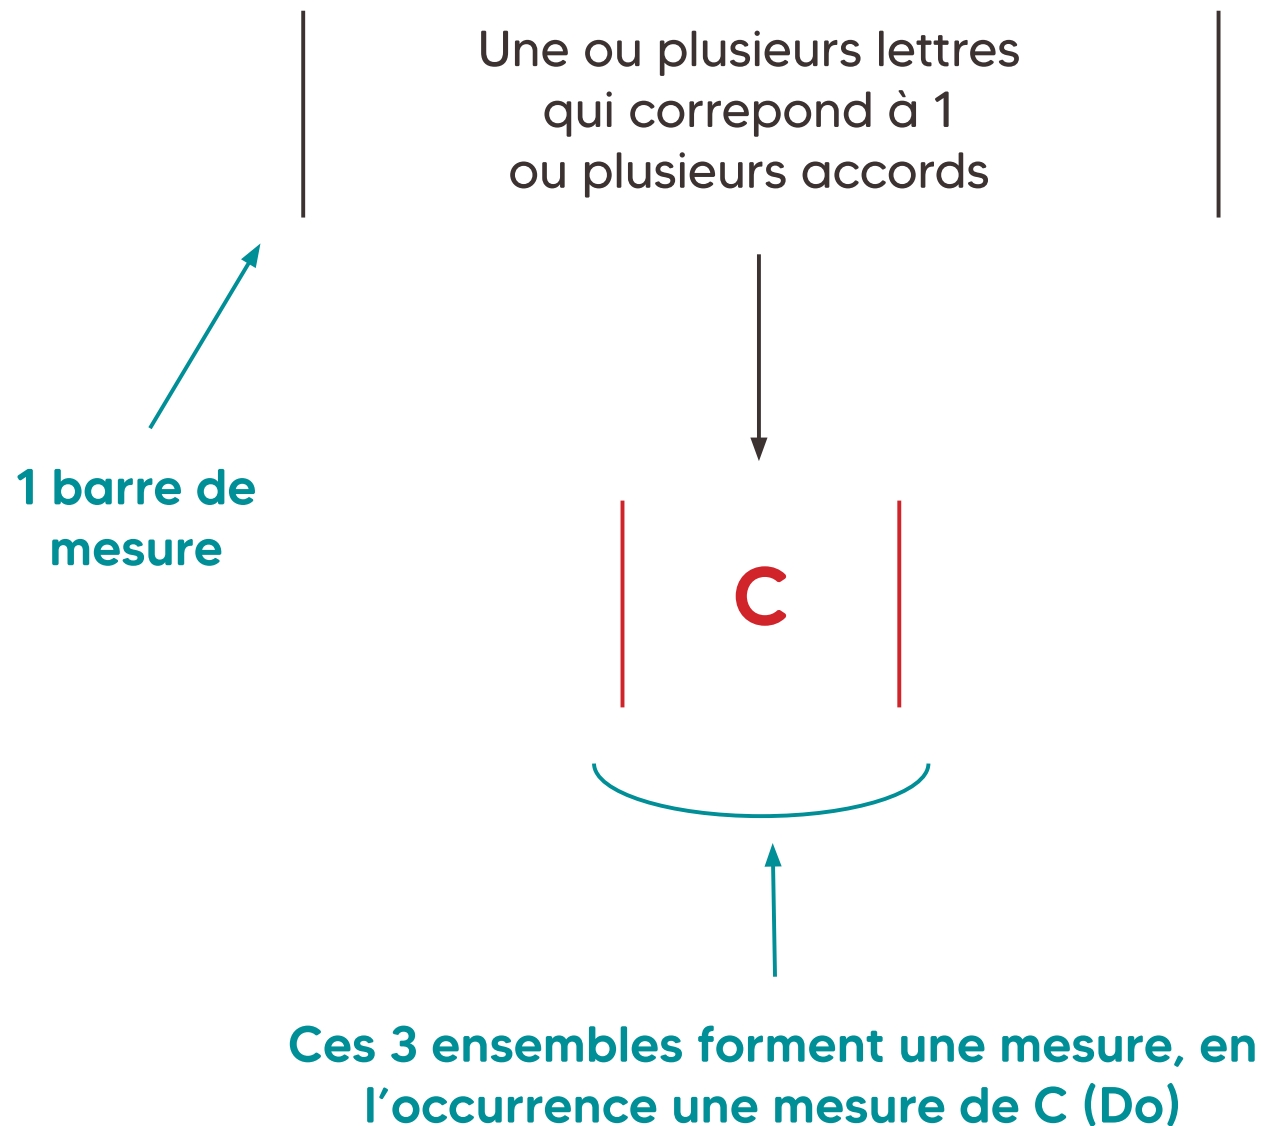 Une ou plusieurs lettres
qui correpond à 1
ou plusieurs accords
1 barre de
mesure
C
Ces 3 ensembles forment une mesure, en
l’occurrence une mesure de C (Do)